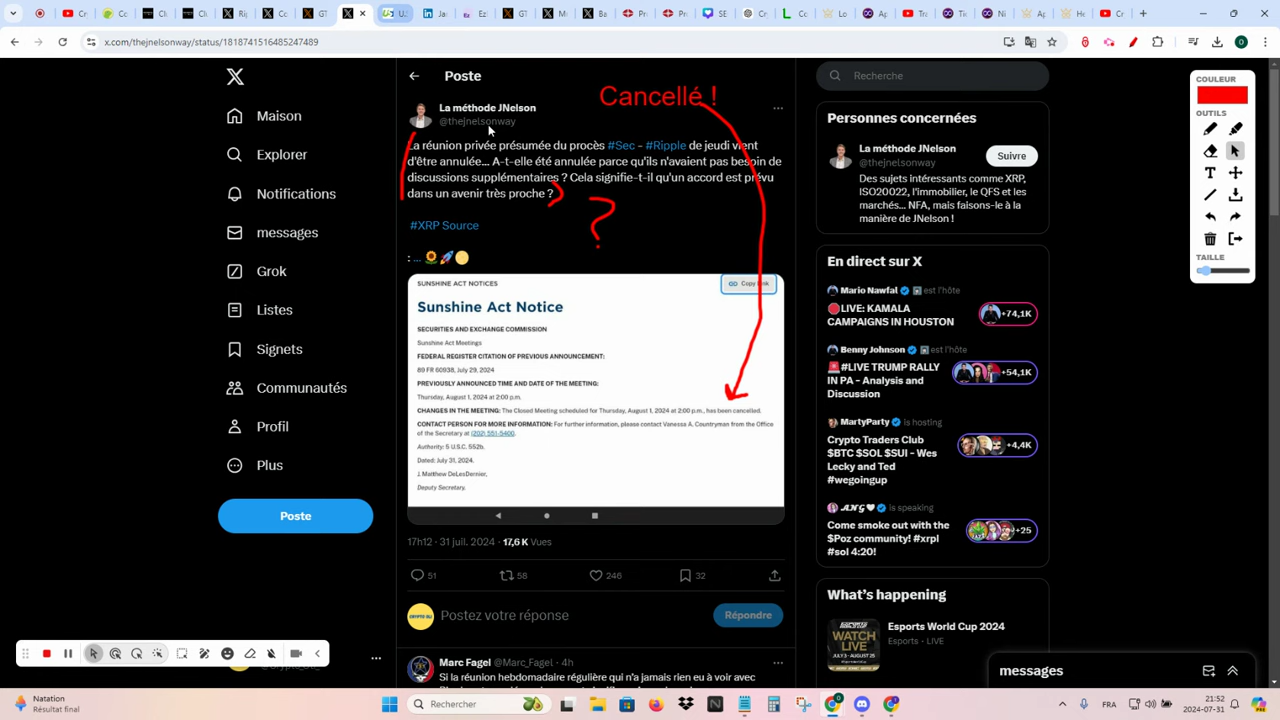 x.com/thejnelsonway/status/1818741516485247489
Poste
Cancellé !
La méthode JNelson
@thejnelsonway
La réunion privée présumée du procès #Sec - #Ripple de jeudi vient
d'être annulée... A-t-elle été annulée parce qu'ils n'avaient pas besoin de
discussions supplémentaires ? Cela signifie-t-il qu'un accord est prévu
dans un avenir très proche ?
?
#XRP Source
: ...
SUNSHINE ACT NOTICES
Copy link
Sunshine Act Notice
SECURITIES AND EXCHANGE COMMISSION
Sunshine Act Meetings
FEDERAL REGISTER CITATION OF PREVIOUS ANNOUNCEMENT:
89 FR 60938, July 29, 2024
PREVIOUSLY ANNOUNCED TIME AND DATE OF THE MEETING:
Thursday, August 1, 2024 at 2:00 p.m.
CHANGES IN THE MEETING: The Closed Meeting scheduled for Thursday, August 1, 2024 at 2:00 p.m., has been cancelled.
CONTACT PERSON FOR MORE INFORMATION: For further information, please contact Vanessa A. Countryman from the Office
of the Secretary at (202) 551-5400.
Authority: 5 U.S.C. 552b.
Dated: July 31, 2024.
J. Matthew DeLesDernier,
Deputy Secretary.
17h12 · 31 juil. 2024 · 17,6 K Vues
51
58
246
32
CRYPTO OLI
Postez votre réponse
Répondre
Marc Fagel @Marc_Fagel · 4h
Si la réunion hebdomadaire régulière qui n'a jamais rien eu à voir avec
Maison
Explorer
Notifications
messages
Grok
Listes
Signets
Communautés
Profil
Plus
Poste
Recherche
Personnes concernées
La méthode JNelson
@thejnelsonway
Suivre
Des sujets intéressants comme XRP,
ISO20022, l'immobilier, le QFS et les
marchés... NFA, mais faisons-le à la
manière de JNelson !
En direct sur X
Mario Nawfal est l'hôte
LIVE: KAMALA
CAMPAIGNS IN HOUSTON
+74,1K
Benny Johnson est l'hôte
#LIVE TRUMP RALLY
IN PA - Analysis and
Discussion
+54,1K
MartyParty is hosting
$BTC
Lecky and Wu
#wegoingup
+4,4K
is speaking
Come smoke out with the
$Poz community! #xrpl
#sol 4:20!
+25
What's happening
WATCH
LIVE
Esports World Cup 2024
Esports · LIVE
messages
COULEUR
OUTILS
T
TAILLE
Natation
Résultat final
Rechercher
FRA
21:52
2024-07-31